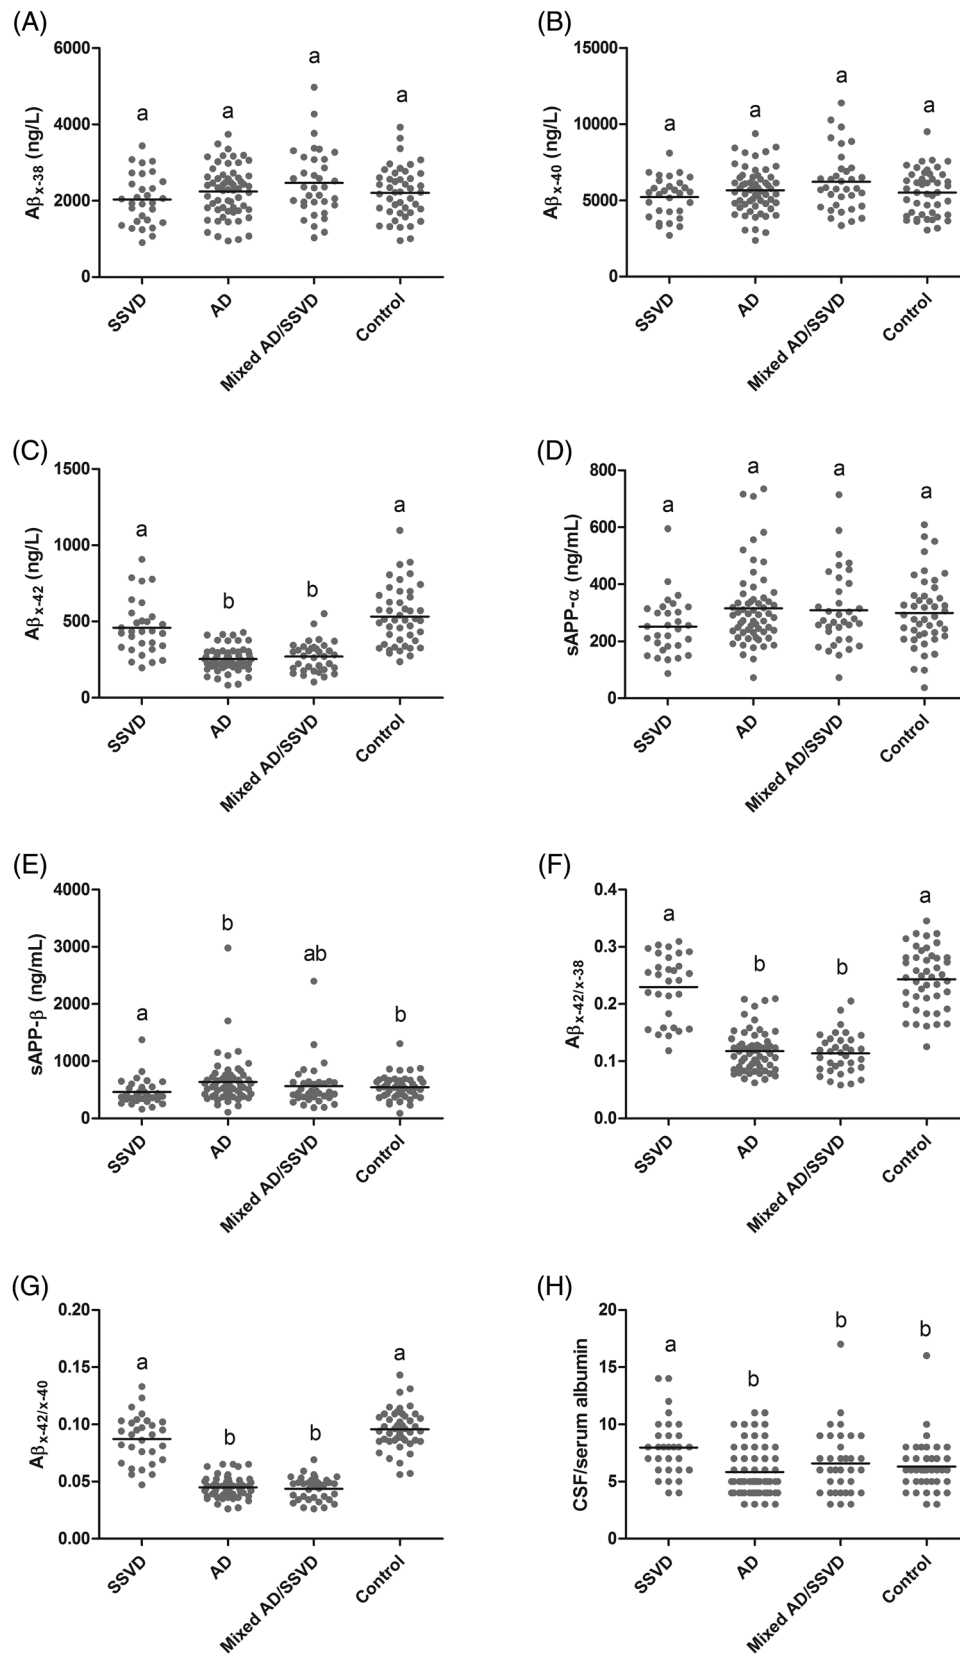 (A)
Aβx-38 (ng/L)
6000
4000
2000
0
a
a
a
a
SSVD
AD
Mixed AD/SSVD
Control
(B)
Aβx-40 (ng/L)
15000
10000
5000
0
a
a
a
a
SSVD
AD
Mixed AD/SSVD
Control
(C)
Aβx-42 (ng/L)
1500
1000
500
0
a
b
b
a
SSVD
AD
Mixed AD/SSVD
Control
(D)
sAPP-α (ng/mL)
800
600
400
200
0
a
a
a
a
SSVD
AD
Mixed AD/SSVD
Control
(E)
sAPP-β (ng/mL)
4000
3000
2000
1000
0
a
b
ab
b
SSVD
AD
Mixed AD/SSVD
Control
(F)
Aβx-42/x-38
0.4
0.3
0.2
0.1
0.0
a
b
b
a
SSVD
AD
Mixed AD/SSVD
Control
(G)
Aβx-42/x-40
0.20
0.15
0.10
0.05
0.00
a
b
b
a
SSVD
AD
Mixed AD/SSVD
Control
(H)
CSF/serum albumin
20
15
10
5
0
a
b
b
b
SSVD
AD
Mixed AD/SSVD
Control